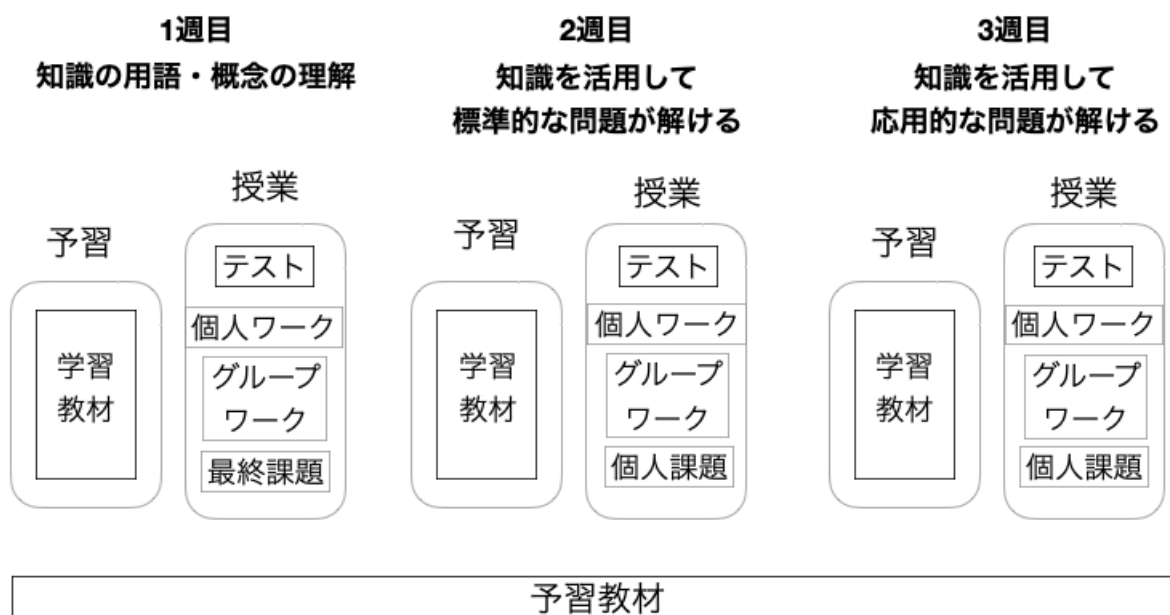 1週目
知識の用語・概念の理解
予習
学習
教材
授業
テスト
個人ワーク
グループ
ワーク
最終課題
2週目
知識を活用して
標準的な問題が解ける
予習
学習
教材
授業
テスト
個人ワーク
グループ
ワーク
個人課題
3週目
知識を活用して
応用的な問題が解ける
予習
学習
教材
授業
テスト
個人ワーク
グループ
ワーク
個人課題
予習教材